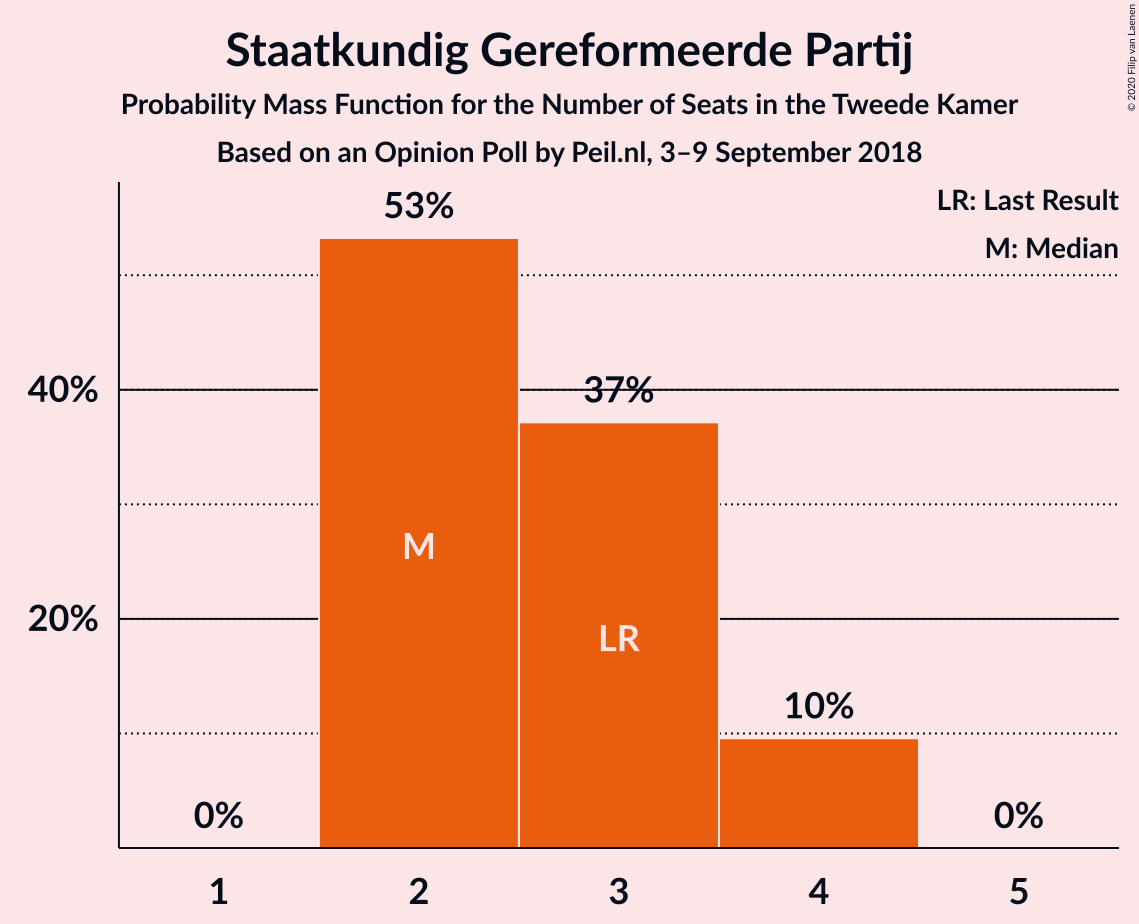 Staatkundig Gereformeerde Partij
Probability Mass Function for the Number of Seats in the Tweede Kamer
Based on an Opinion Poll by Peil.nl, 3–9 September 2018
© 2020 Filip van Laenen
LR: Last Result
M: Median
53%
40%
37%
M
20%
LR
10%
0%
0%
1 2 3 4 5